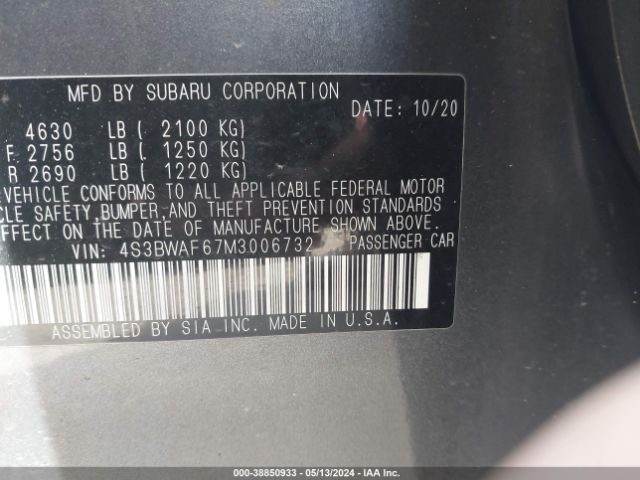 MFD BY SUBARU CORPORATION
DATE: 10/20
4630 LB ( 2100 KG)
F. 2756 LB (. 1250 KG)
R 2690 LB ( 1220 KG)
VEHICLE CONFORMS TO ALL APPLICABLE FEDERAL MOTOR
SAFETY, BUMPER, AND THEFT PREVENTION STANDARDS
EFFECT ON THE DATE OF MANUFACTURE SHOWN ABOVE.
VIN: 4S3BWAF67M3006732 PASSENGER CAR
ASSEMBLED BY SIA INC. MADE IN U.S.A.
000-38850933 - 05/13/2024 - IAA Inc.